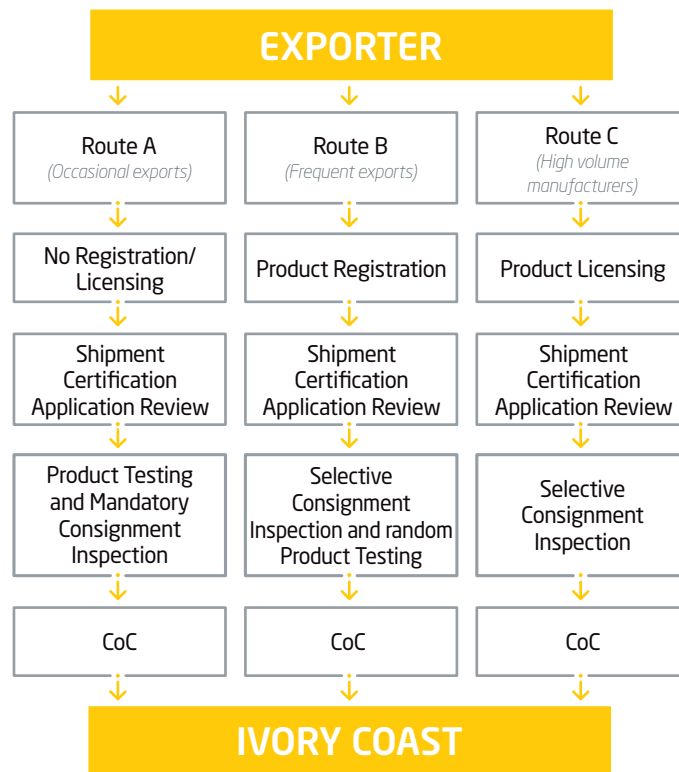 EXPORTER
Route A
(Occasional exports)
No Registration/
Licensing
Shipment
Certification
Application Review
Product Testing
and Mandatory
Consignment
Inspection
CoC
Route B
(Frequent exports)
Product Registration
Shipment
Certification
Application Review
Selective
Consignment
Inspection and random
Product Testing
CoC
Route C
(High volume
manufacturers)
Product Licensing
Shipment
Certification
Application Review
Selective
Consignment
Inspection
CoC
IVORY COAST